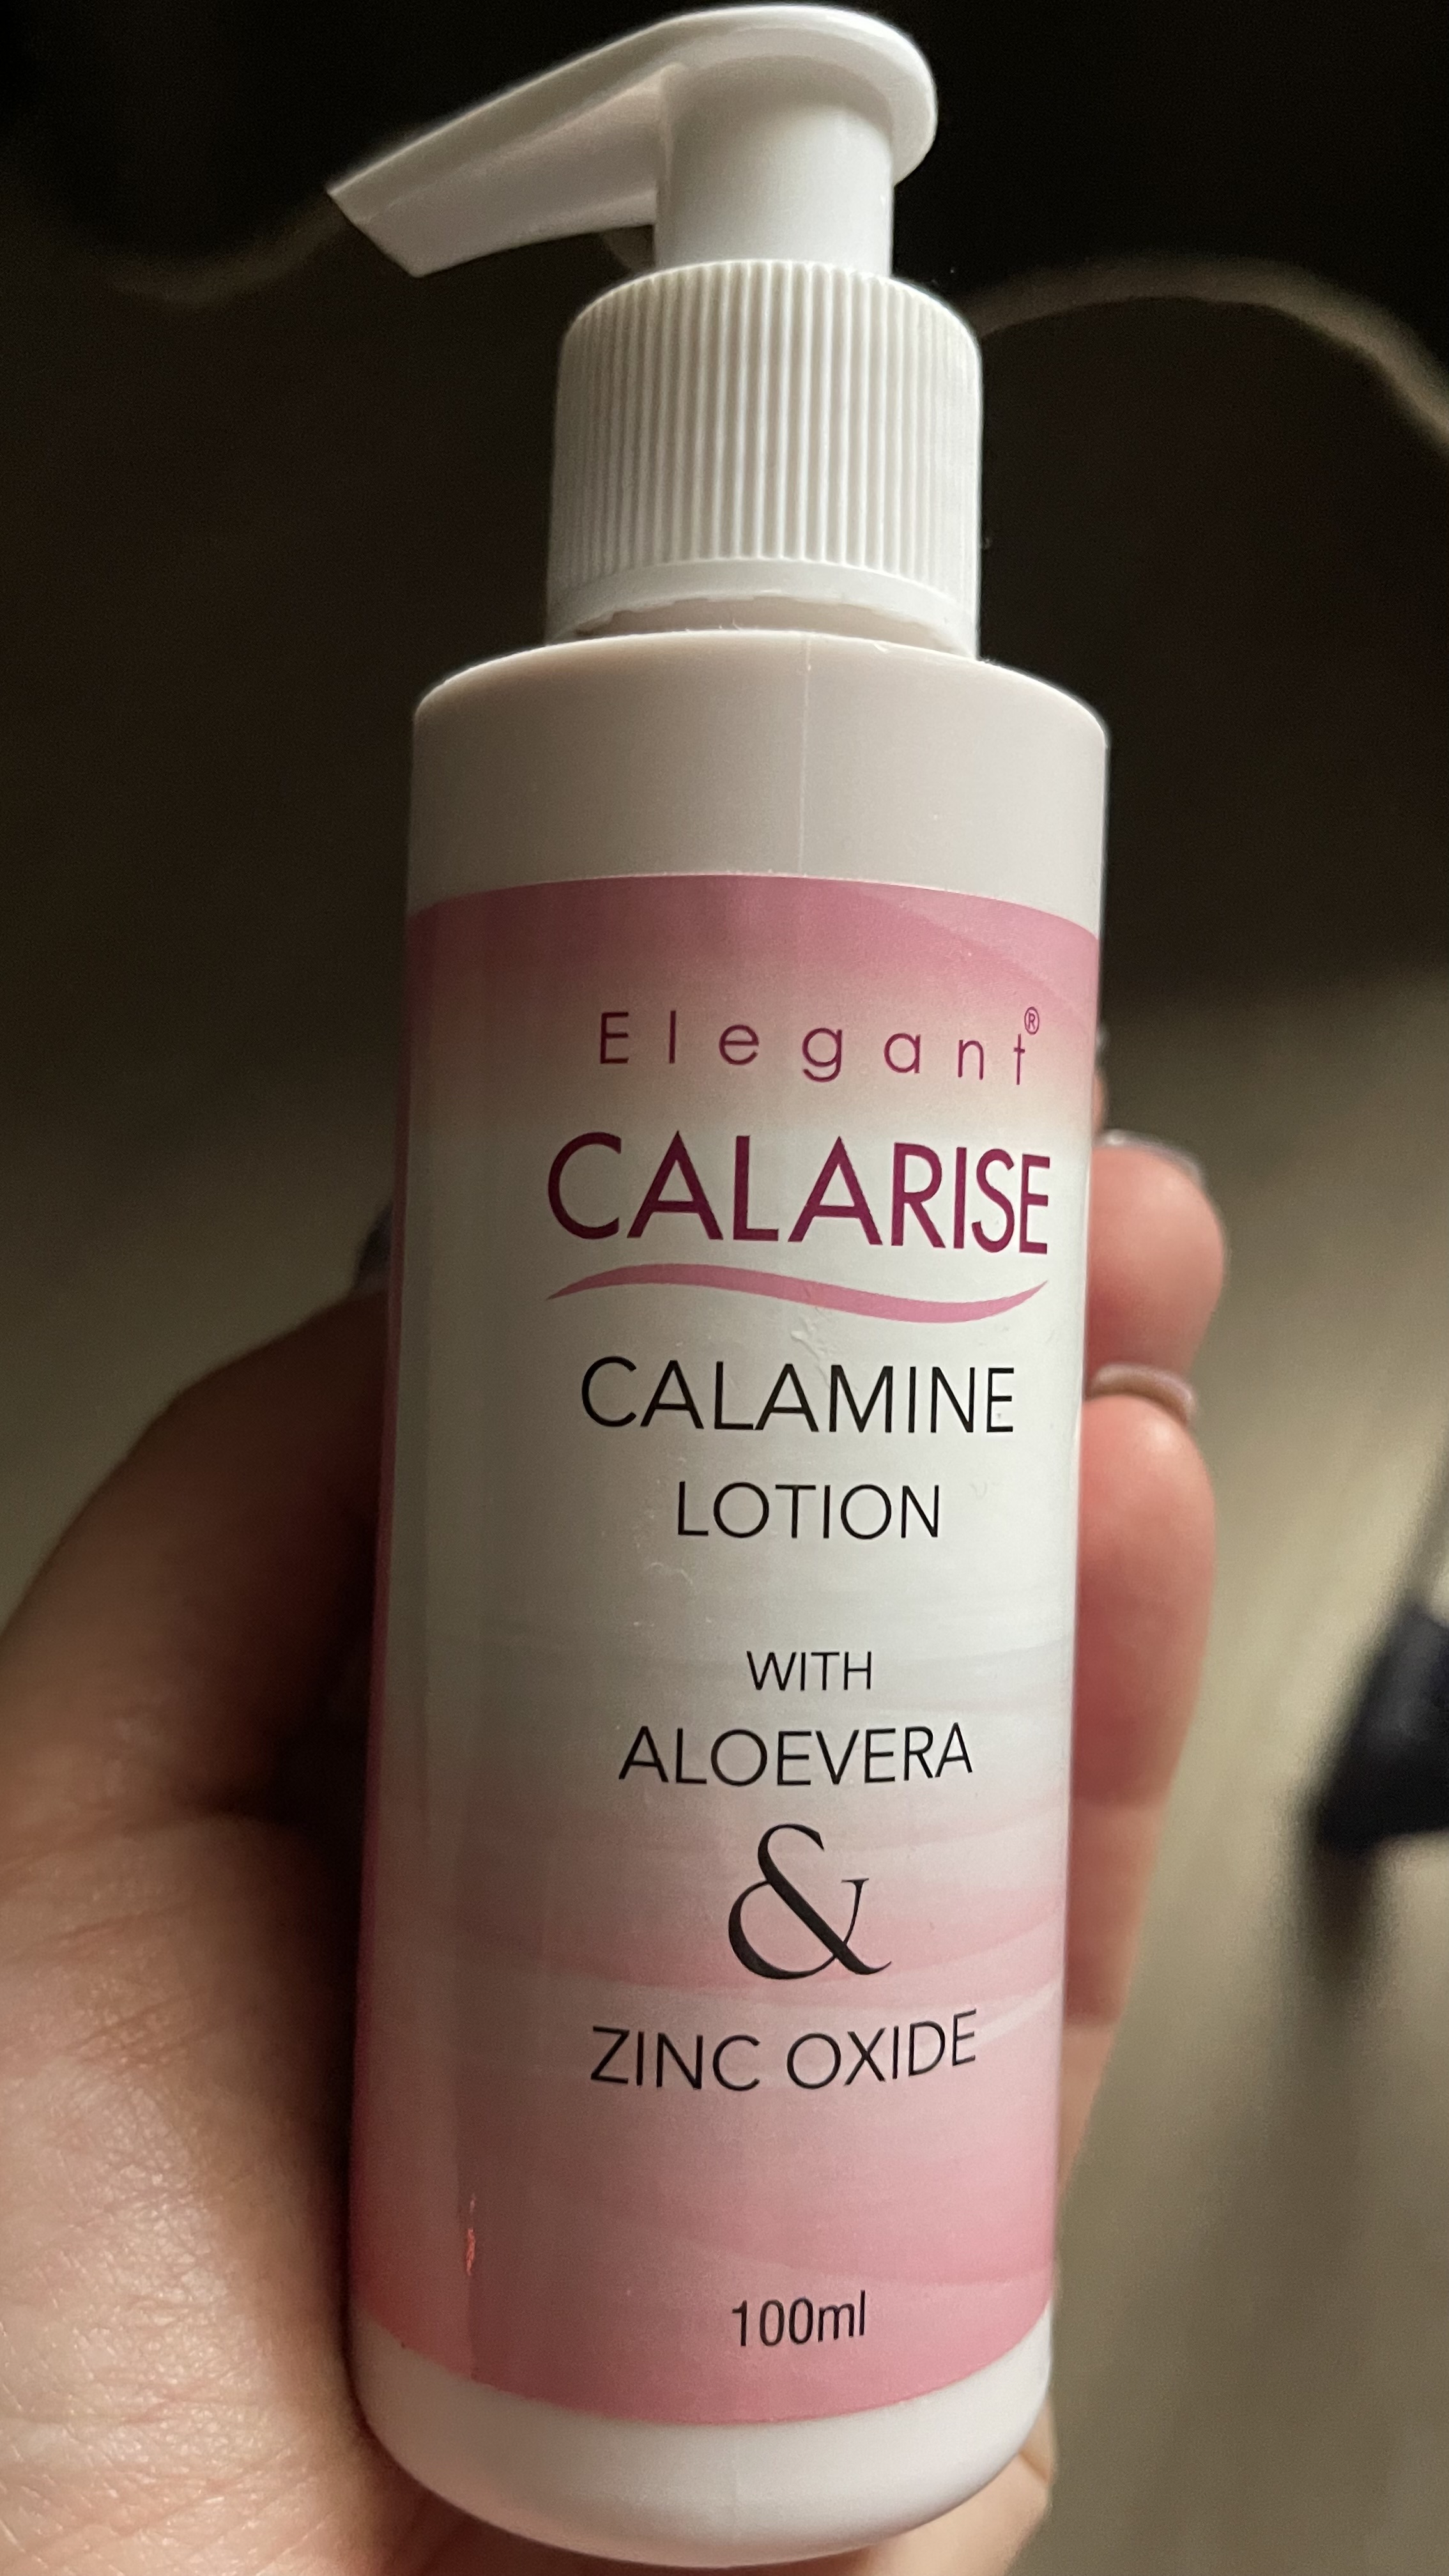 Elegant®
CALARISE
CALAMINE
LOTION
WITH
ALOEVERA
&
ZINC OXIDE
100ml